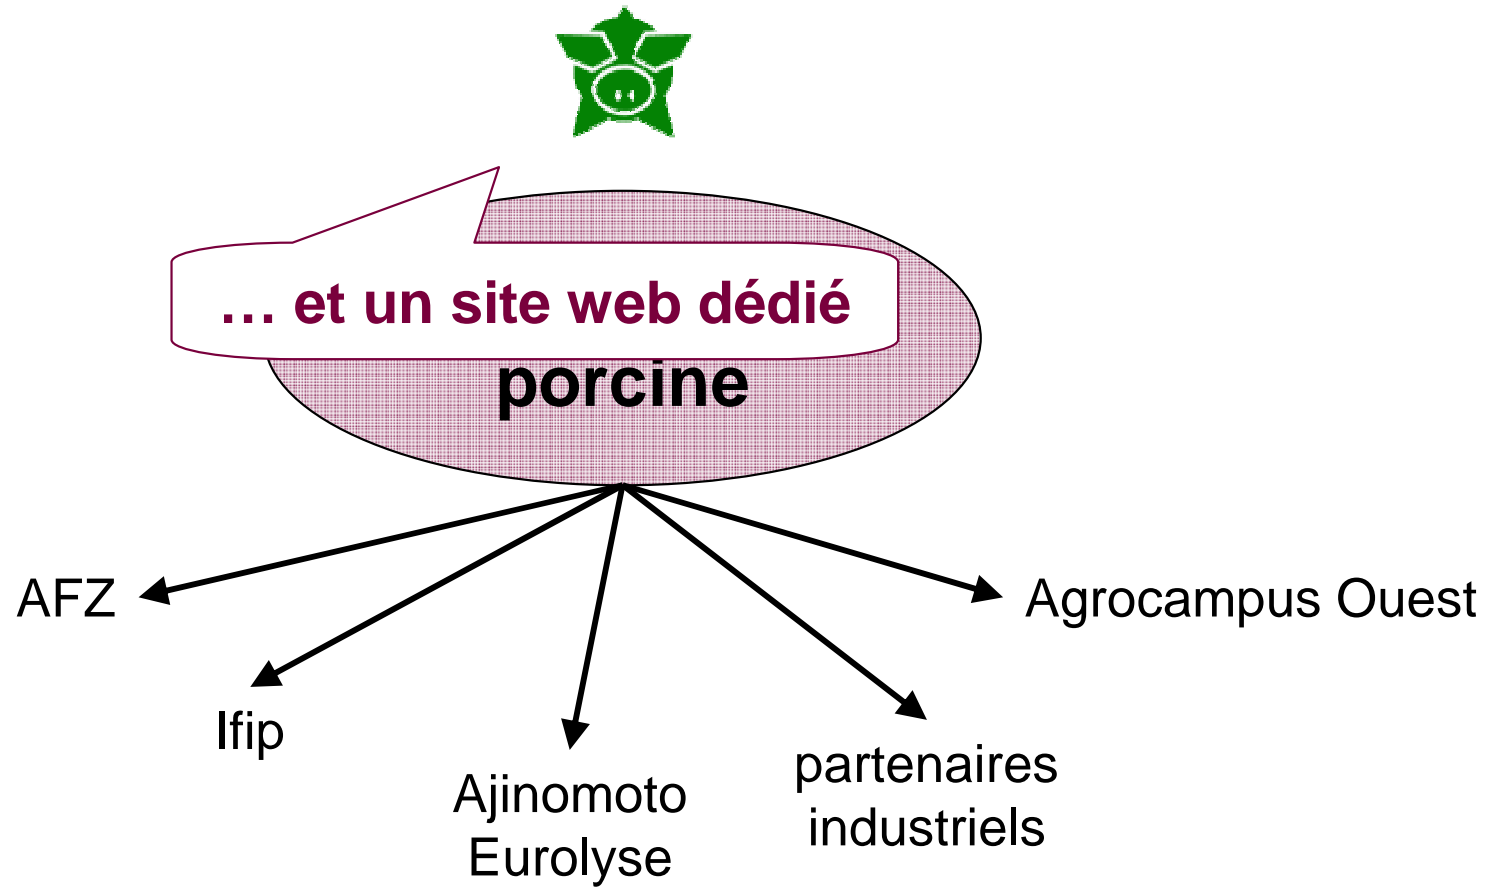 … et un site web dédié
porcine
AFZ
Agrocampus Ouest
Ifip
Ajinomoto
Eurolyse
partenaires
industriels